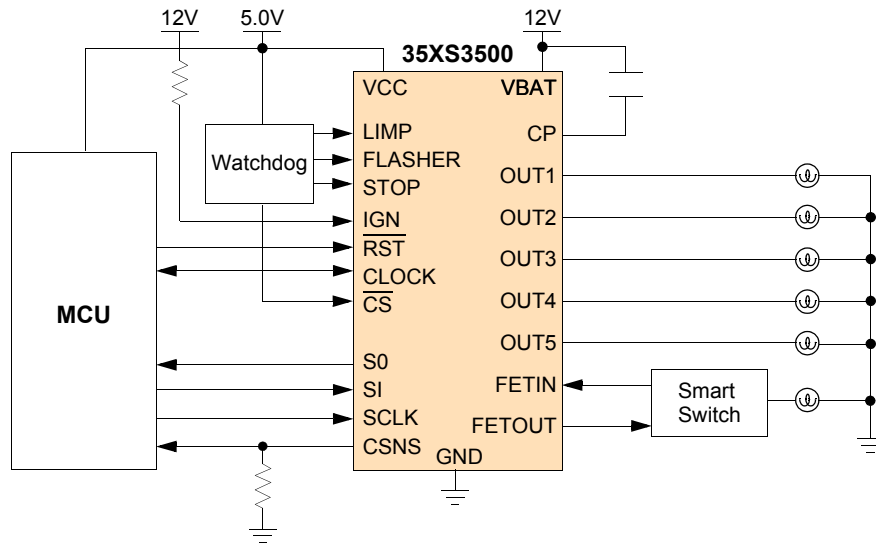 12V 5.0V 12V
35XS3500
VCC VBAT
LIMP CP
Watchdog FLASHER
STOP OUT1
IGN OUT2
RST
CLOCK OUT3
CS OUT4
MCU
OUT5
S0 FETIN
SI Smart
Switch
SCLK FETOUT
CSNS
GND